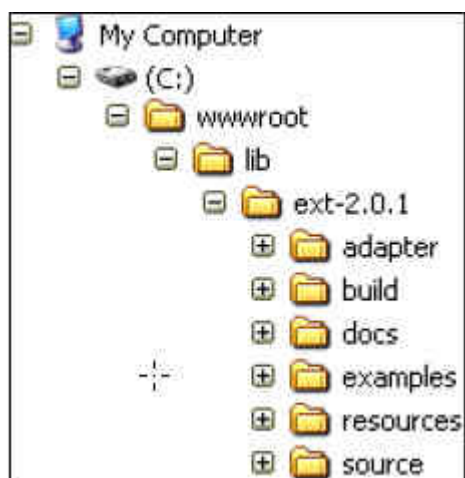 My Computer
(C:)
wwwroot
lib
ext-2.0.1
adapter
build
docs
examples
resources
source